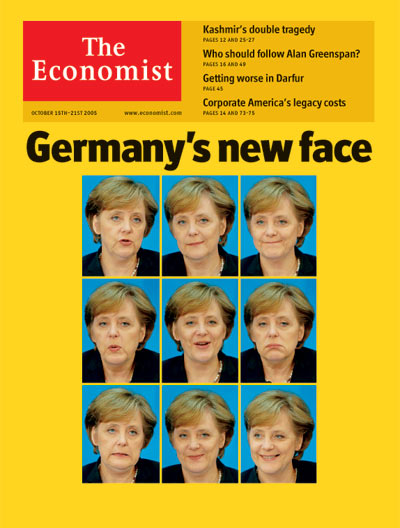 The
Economist
OCTOBER 15TH–21ST 2005
www.economist.com
Kashmir's double tragedy
PAGES 12 AND 25-27
Who should follow Alan Greenspan?
PAGES 16 AND 49
Getting worse in Darfur
PAGE 45
Corporate America's legacy costs
PAGES 14 AND 73-75
Germany's new face